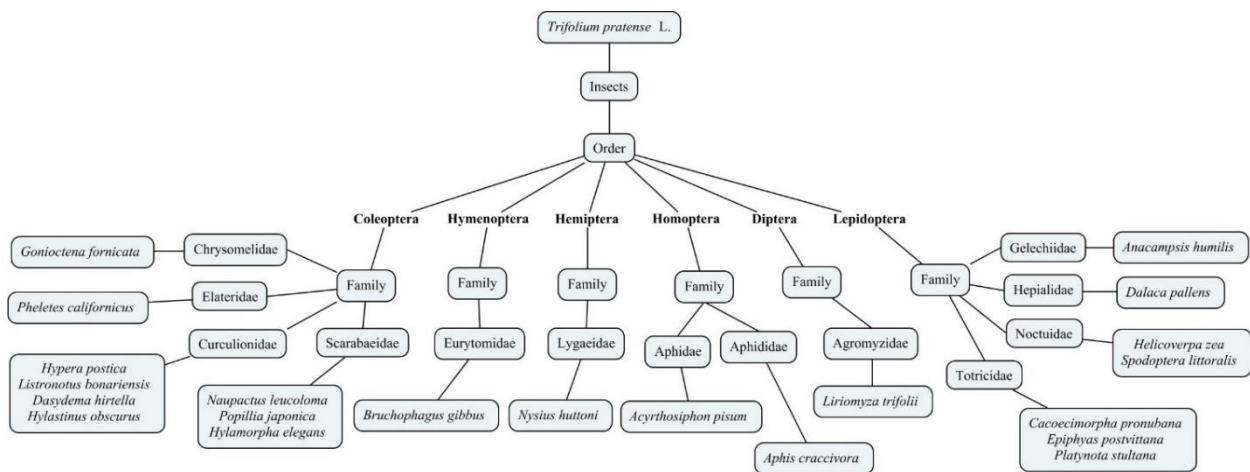 Trifolium pratense L.
Insects
Order
Coleoptera
Hymenoptera
Hemiptera
Homoptera
Diptera
Lepidoptera
Gonioctena fornicata
Chrysomelidae
Pheletes californicus
Elateridae
Family
Curculionidae
Hypera postica
Listronotus bonariensis
Dasydema hirtella
Hylastinus obscurus
Scarabaeidae
Naupactus leucoloma
Popillia japonica
Hylamorpha elegans
Family
Eurytomidae
Bruchophagus gibbus
Family
Lygaeidae
Nysius huttoni
Family
Aphidae
Acyrthosiphon pisum
Aphididae
Aphis craccivora
Family
Agromyzidae
Liriomyza trifolii
Family
Gelechiidae
Anacampsis humilis
Hepialidae
Dalaca pallens
Noctuidae
Helicoverpa zea
Spodoptera littoralis
Totricidae
Cacoecimorpha pronubana
Epiphyas postvittana
Platynota stultana